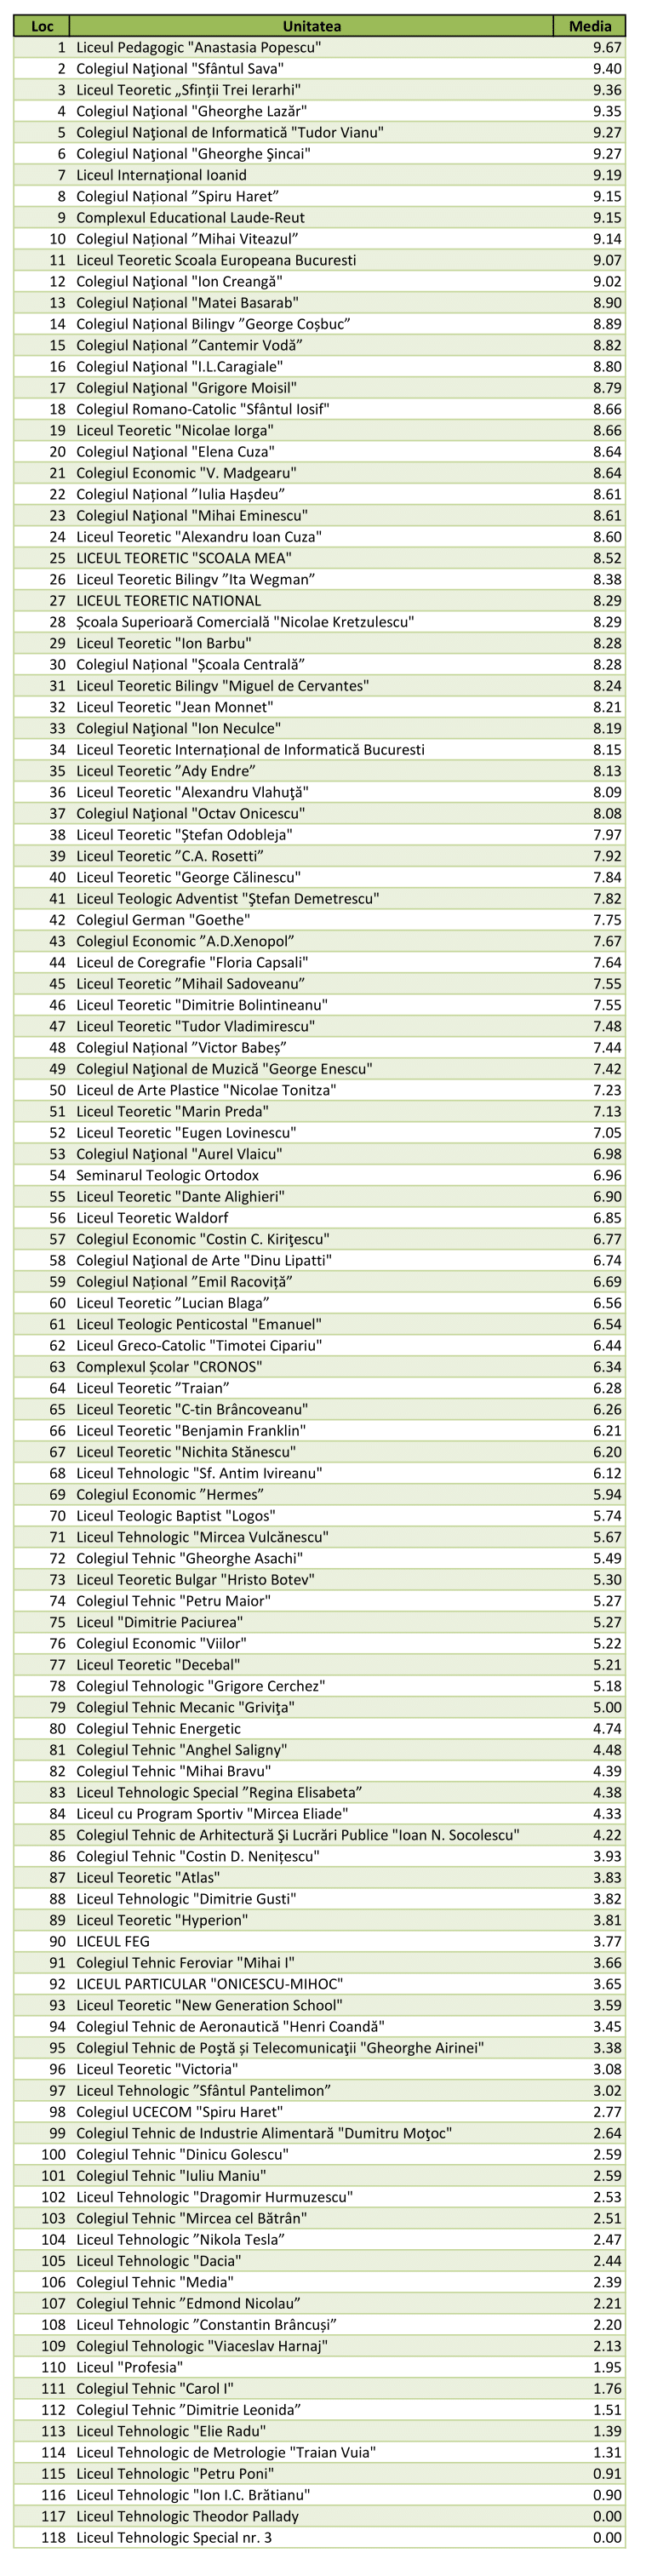 Loc Unitatea Media
1 Liceul Pedagogic "Anastasia Popescu" 9.67
2 Colegiul Naţional "Sfântul Sava" 9.40
3 Liceul Teoretic „Sfinții Trei Ierarhi" 9.36
4 Colegiul Naţional "Gheorghe Lazăr" 9.35
5 Colegiul Naţional de Informatică "Tudor Vianu" 9.27
6 Colegiul Naţional "Gheorghe Şincai" 9.27
7 Liceul Internațional Ioanid 9.19
8 Colegiul Național ”Spiru Haret” 9.15
9 Complexul Educational Laude-Reut 9.15
10 Colegiul Național ”Mihai Viteazul” 9.14
11 Liceul Teoretic Scoala Europeana Bucuresti 9.07
12 Colegiul Naţional "Ion Creangă" 9.02
13 Colegiul Național "Matei Basarab" 8.90
14 Colegiul Național Bilingv ”George Coșbuc” 8.89
15 Colegiul Național ”Cantemir Vodă” 8.82
16 Colegiul Naţional "I.L.Caragiale" 8.80
17 Colegiul Naţional "Grigore Moisil" 8.79
18 Colegiul Romano-Catolic "Sfântul Iosif" 8.66
19 Liceul Teoretic "Nicolae Iorga" 8.66
20 Colegiul Naţional "Elena Cuza" 8.64
21 Colegiul Economic "V. Madgearu" 8.64
22 Colegiul Național ”Iulia Hașdeu” 8.61
23 Colegiul Naţional "Mihai Eminescu" 8.61
24 Liceul Teoretic "Alexandru Ioan Cuza" 8.60
25 LICEUL TEORETIC "SCOALA MEA" 8.52
26 Liceul Teoretic Bilingv ”Ita Wegman” 8.38
27 LICEUL TEORETIC NATIONAL 8.29
28 Școala Superioară Comercială "Nicolae Kretzulescu" 8.29
29 Liceul Teoretic "Ion Barbu" 8.28
30 Colegiul Național "Școala Centrală” 8.28
31 Liceul Teoretic Bilingv "Miguel de Cervantes" 8.24
32 Liceul Teoretic "Jean Monnet" 8.21
33 Colegiul Naţional "Ion Neculce" 8.19
34 Liceul Teoretic Internațional de Informatică Bucuresti 8.15
35 Liceul Teoretic ”Ady Endre” 8.13
36 Liceul Teoretic "Alexandru Vlahuţă" 8.09
37 Colegiul Naţional "Octav Onicescu" 8.08
38 Liceul Teoretic "Ștefan Odobleja" 7.97
39 Liceul Teoretic ”C.A. Rosetti” 7.92
40 Liceul Teoretic "George Călinescu" 7.84
41 Liceul Teologic Adventist "Ştefan Demetrescu" 7.82
42 Colegiul German "Goethe" 7.75
43 Colegiul Economic ”A.D.Xenopol” 7.67
44 Liceul de Coregrafie "Floria Capsali" 7.64
45 Liceul Teoretic ”Mihail Sadoveanu” 7.55
46 Liceul Teoretic "Dimitrie Bolintineanu" 7.55
47 Liceul Teoretic "Tudor Vladimirescu" 7.48
48 Colegiul Național ”Victor Babeș” 7.44
49 Colegiul Naţional de Muzică "George Enescu" 7.42
50 Liceul de Arte Plastice "Nicolae Tonitza" 7.23
51 Liceul Teoretic "Marin Preda" 7.13
52 Liceul Teoretic "Eugen Lovinescu" 7.05
53 Colegiul Naţional "Aurel Vlaicu" 6.98
54 Seminarul Teologic Ortodox 6.96
55 Liceul Teoretic "Dante Alighieri" 6.90
56 Liceul Teoretic Waldorf 6.85
57 Colegiul Economic "Costin C. Kiriţescu" 6.77
58 Colegiul Naţional de Arte "Dinu Lipatti" 6.74
59 Colegiul Național ”Emil Racoviță” 6.69
60 Liceul Teoretic ”Lucian Blaga” 6.56
61 Liceul Teologic Penticostal "Emanuel" 6.54
62 Liceul Greco-Catolic "Timotei Cipariu" 6.44
63 Complexul Școlar "CRONOS" 6.34
64 Liceul Teoretic ”Traian” 6.28
65 Liceul Teoretic "C-tin Brâncoveanu" 6.26
66 Liceul Teoretic "Benjamin Franklin" 6.21
67 Liceul Teoretic "Nichita Stănescu" 6.20
68 Liceul Tehnologic "Sf. Antim Ivireanu" 6.12
69 Colegiul Economic ”Hermes” 5.94
70 Liceul Teologic Baptist "Logos" 5.74
71 Liceul Tehnologic "Mircea Vulcănescu" 5.67
72 Colegiul Tehnic "Gheorghe Asachi" 5.49
73 Liceul Teoretic Bulgar "Hristo Botev" 5.30
74 Colegiul Tehnic "Petru Maior" 5.27
75 Liceul "Dimitrie Paciurea" 5.27
76 Colegiul Economic "Viilor" 5.22
77 Liceul Teoretic "Decebal" 5.21
78 Colegiul Tehnologic "Grigore Cerchez" 5.18
79 Colegiul Tehnic Mecanic "Griviţa" 5.00
80 Colegiul Tehnic Energetic 4.74
81 Colegiul Tehnic "Anghel Saligny" 4.48
82 Colegiul Tehnic "Mihai Bravu" 4.39
83 Liceul Tehnologic Special ”Regina Elisabeta” 4.38
84 Liceul cu Program Sportiv "Mircea Eliade" 4.33
85 Colegiul Tehnic de Arhitectură Şi Lucrări Publice "Ioan N. Socolescu" 4.22
86 Colegiul Tehnic "Costin D. Nenițescu" 3.93
87 Liceul Teoretic "Atlas" 3.83
88 Liceul Tehnologic "Dimitrie Gusti" 3.82
89 Liceul Teoretic "Hyperion" 3.81
90 LICEUL FEG 3.77
91 Colegiul Tehnic Feroviar "Mihai I" 3.66
92 LICEUL PARTICULAR "ONICESCU-MIHOC" 3.65
93 Liceul Teoretic "New Generation School" 3.59
94 Colegiul Tehnic de Aeronautică "Henri Coandă" 3.45
95 Colegiul Tehnic de Poştă și Telecomunicaţii "Gheorghe Airinei" 3.38
96 Liceul Teoretic "Victoria" 3.08
97 Liceul Tehnologic ”Sfântul Pantelimon” 3.02
98 Colegiul UCECOM "Spiru Haret" 2.77
99 Colegiul Tehnic de Industrie Alimentară "Dumitru Moţoc" 2.64
100 Colegiul Tehnic "Dinicu Golescu" 2.59
101 Colegiul Tehnic "Iuliu Maniu" 2.59
102 Liceul Tehnologic "Dragomir Hurmuzescu" 2.53
103 Colegiul Tehnic "Mircea cel Bătrân" 2.51
104 Liceul Tehnologic ”Nikola Tesla” 2.47
105 Liceul Tehnologic "Dacia" 2.44
106 Colegiul Tehnic "Media" 2.39
107 Colegiul Tehnic ”Edmond Nicolau” 2.21
108 Liceul Tehnologic ”Constantin Brâncuși” 2.20
109 Colegiul Tehnologic "Viaceslav Harnaj" 2.13
110 Liceul "Profesia" 1.95
111 Colegiul Tehnic "Carol I" 1.76
112 Colegiul Tehnic ”Dimitrie Leonida” 1.51
113 Liceul Tehnologic "Elie Radu" 1.39
114 Liceul Tehnologic de Metrologie "Traian Vuia" 1.31
115 Liceul Tehnologic "Petru Poni" 0.91
116 Liceul Tehnologic "Ion I.C. Brătianu" 0.90
117 Liceul Tehnologic Theodor Pallady 0.00
118 Liceul Tehnologic Special nr. 3 0.00